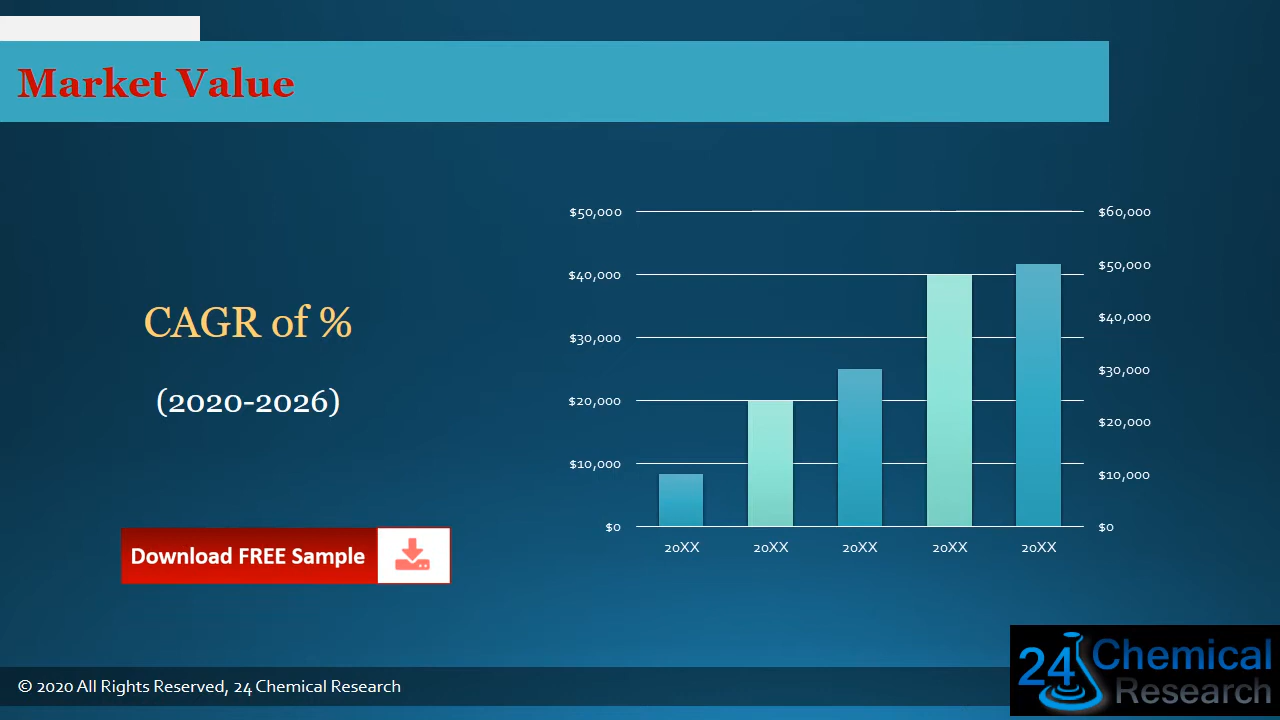 Market Value
CAGR of %
(2020-2026)
Download FREE Sample
$50,000
$40,000
$30,000
$20,000
$10,000
$0
$60,000
$50,000
$40,000
$30,000
$20,000
$10,000
$0
20XX 20XX 20XX 20XX 20XX
© 2020 All Rights Reserved, 24 Chemical Research
24 Chemical
Research